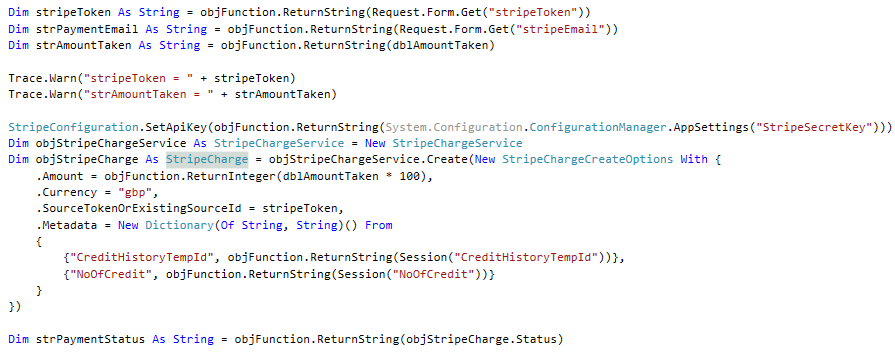 Dim stripeToken As String = objFunction.ReturnString(Request.Form.Get("stripeToken"))
Dim strPaymentEmail As String = objFunction.ReturnString(Request.Form.Get("stripeEmail"))
Dim strAmountTaken As String = objFunction.ReturnString(dblAmountTaken)
Trace.Warn("stripeToken = " + stripeToken)
Trace.Warn("strAmountTaken = " + strAmountTaken)
StripeConfiguration.SetApiKey(objFunction.ReturnString(System.Configuration.ConfigurationManager.AppSettings("StripeSecretKey")))
Dim objStripeChargeService As StripeChargeService = New StripeChargeService
Dim objStripeCharge As StripeCharge = objStripeChargeService.Create(New StripeChargeCreateOptions With {
.Amount = objFunction.ReturnInteger(dblAmountTaken * 100),
.Currency = "gbp",
.SourceTokenOrExistingSourceId = stripeToken,
.Metadata = New Dictionary(Of String, String)() From
{
{"CreditHistoryTempId", objFunction.ReturnString(Session("CreditHistoryTempId"))},
{"NoOfCredit", objFunction.ReturnString(Session("NoOfCredit"))}
}
})
Dim strPaymentStatus As String = objFunction.ReturnString(objStripeCharge.Status)